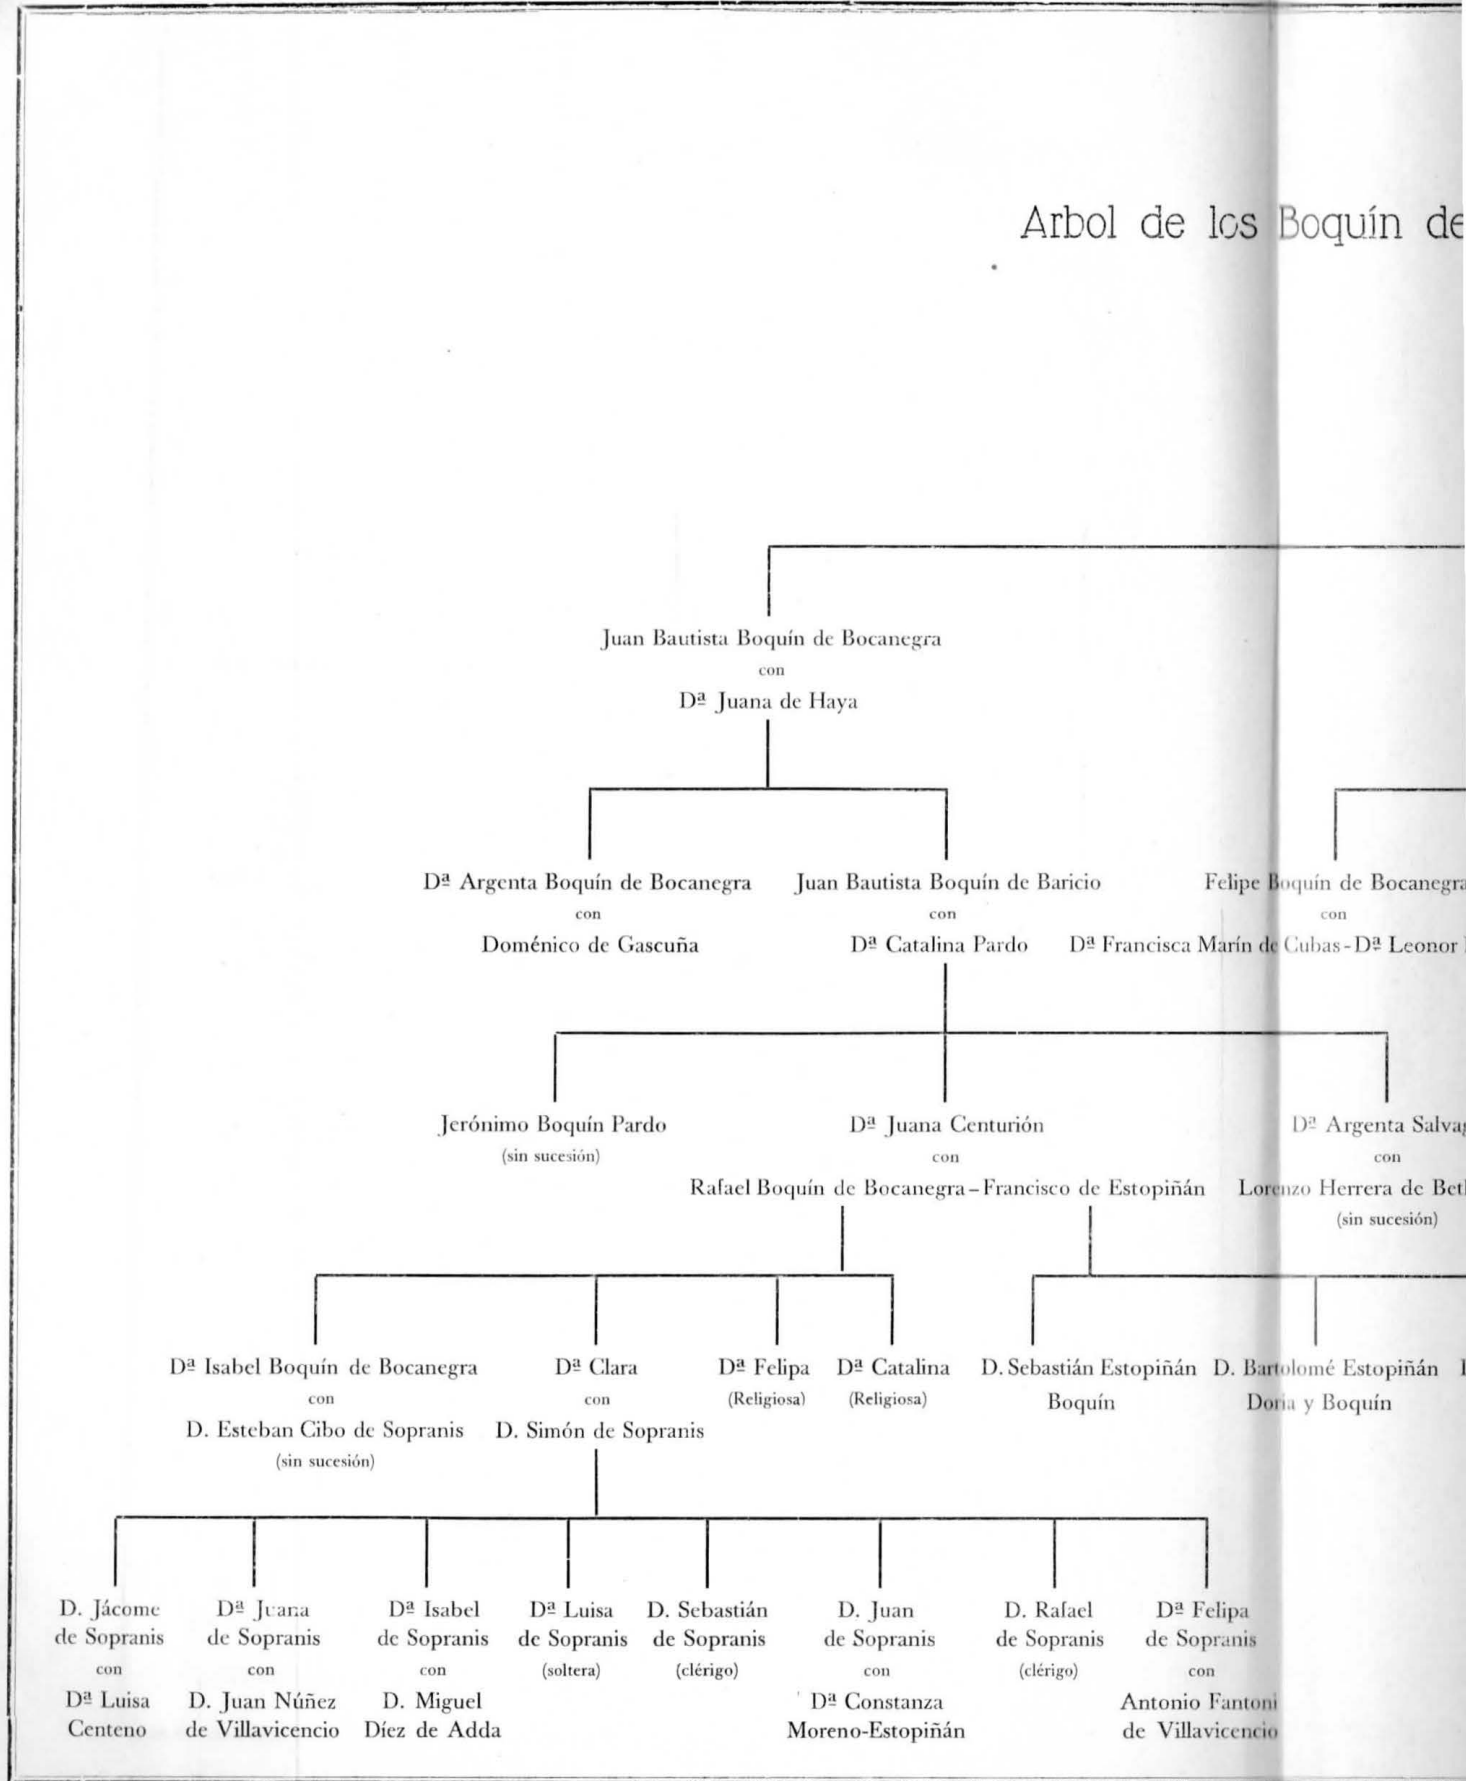 Arbol de los Boquín de
Juan Bautista Boquín de Bocanegra
con
Dª Juana de Haya
Dª Argenta Boquín de Bocanegra
con
Doménico de Gascuña
Juan Bautista Boquín de Baricio
con
Dª Catalina Pardo
Felipe Boquín de Bocanegra
con
Dª Francisca Marín de Cubas-Dª Leonor
Jerónimo Boquín Pardo
(sin sucesión)
Dª Juana Centurión
con
Rafael Boquín de Bocanegra-Francisco de Estopiñán
Dª Argenta
con
Lorenzo Herrera de
(sin sucesión)
Dª Isabel Boquín de Bocanegra
con
D. Esteban Cibo de Sopranis
(sin sucesión)
Dª Clara
con
D. Simón de Sopranis
Dª Felipa
(Religiosa)
Dª Catalina
(Religiosa)
D. Sebastián Estopiñán
Boquín
D. Bartolomé Estopiñán
Doria y Boquín
D. Jácome
de Sopranis
con
Dª Luisa
Centeno
Dª Juana
de Sopranis
con
D. Juan Núñez
de Villavicencio
Dª Isabel
de Sopranis
con
D. Miguel
Díez de Adda
Dª Luisa
de Sopranis
(soltera)
D. Sebastián
de Sopranis
(clérigo)
D. Juan
de Sopranis
con
Dª Constanza
Moreno-Estopiñán
D. Rafael
de Sopranis
(clérigo)
Dª Felipa
de Sopranis
con
Antonio Fantoni
de Villavicencio